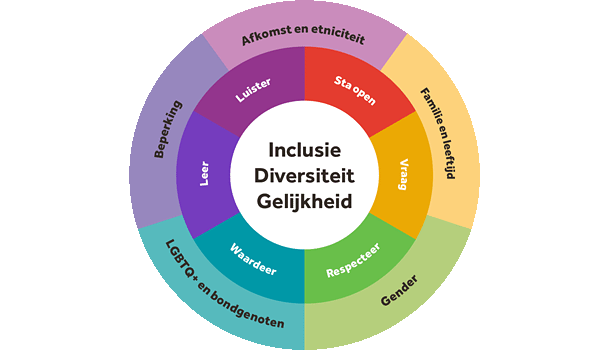 Afkomst en etniciteit
Familie en leeftijd
Gender
LGBTQ+ en bondgenoten
Beperking
Luister
Sta open
Vraag
Respecteer
Waardeer
Leer
Inclusie
Diversiteit
Gelijkheid